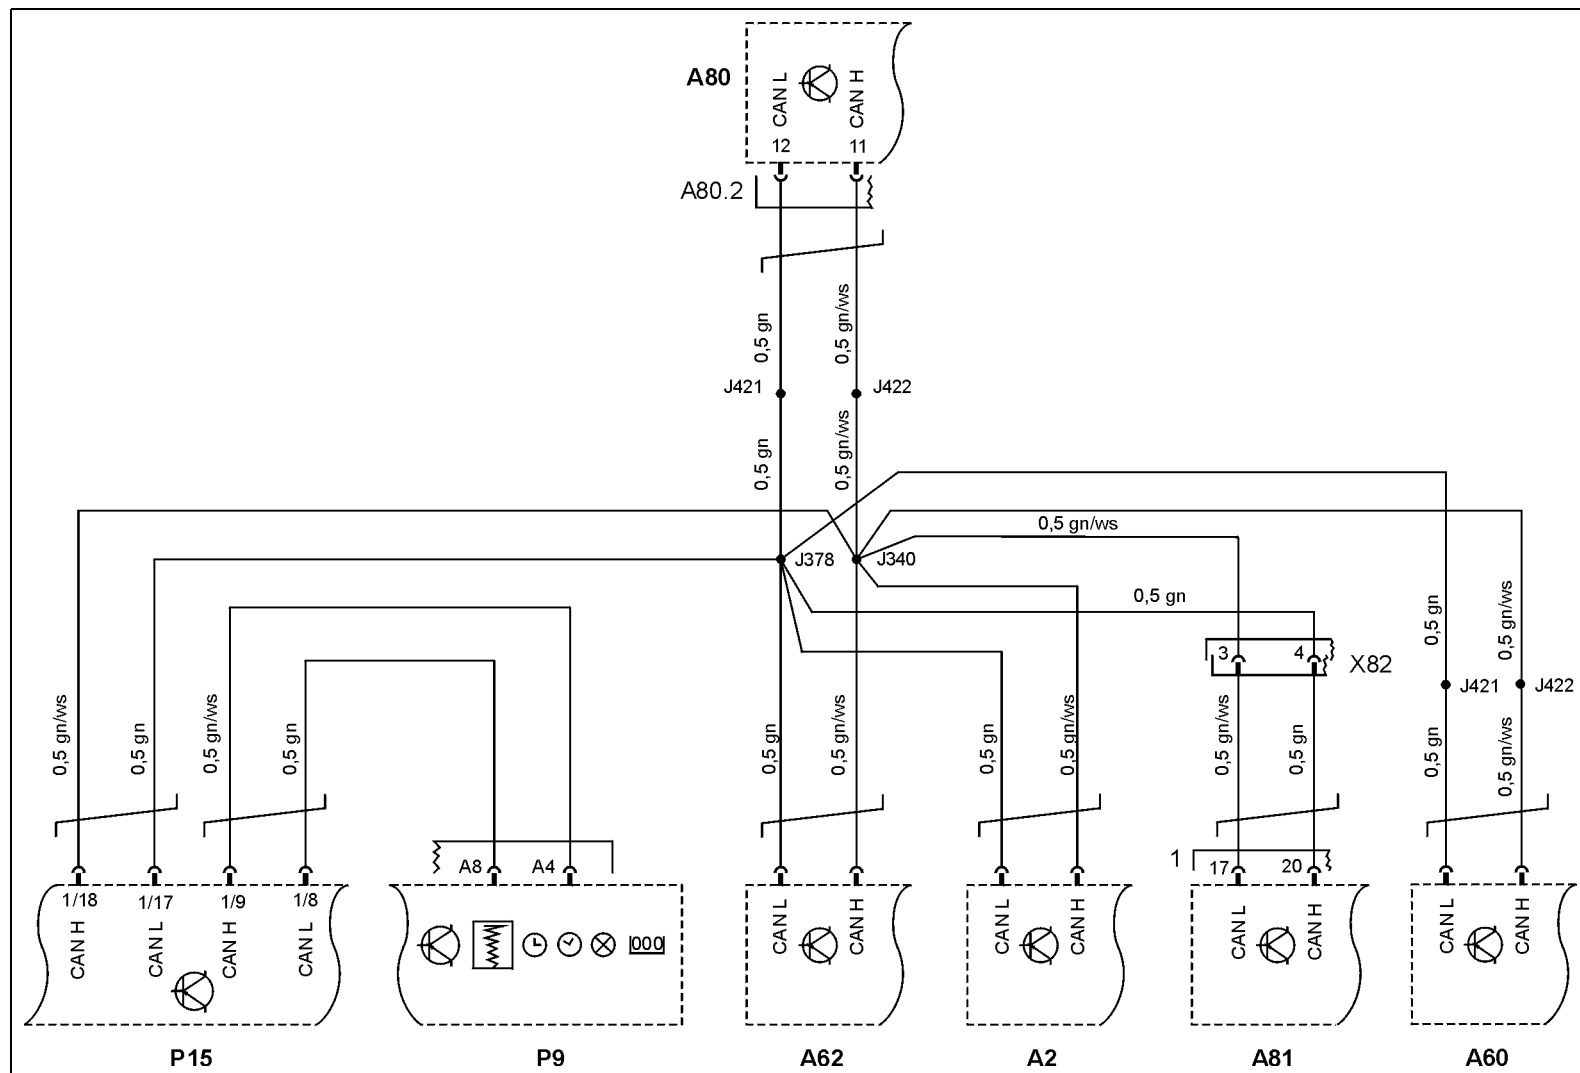 A80
CAN L
CAN H
12
11
A80.2
0,5 gn
0,5 gn/ws
J421
J422
0,5 gn
0,5 gn/ws
0,5 gn/ws
J378
J340
0,5 gn
0,5 gn
0,5 gn/ws
3
4
X82
J421
J422
0,5 gn/ws
0,5 gn
0,5 gn/ws
0,5 gn
0,5 gn
0,5 gn/ws
0,5 gn
0,5 gn/ws
0,5 gn/ws
0,5 gn
0,5 gn
0,5 gn/ws
1
A8
A4
17
20
1/18
1/17
1/9
1/8
CAN H
CAN L
CAN H
CAN L
000
CAN L
CAN H
CAN L
CAN H
CAN L
CAN H
CAN L
CAN H
P15
P9
A62
A2
A81
A60